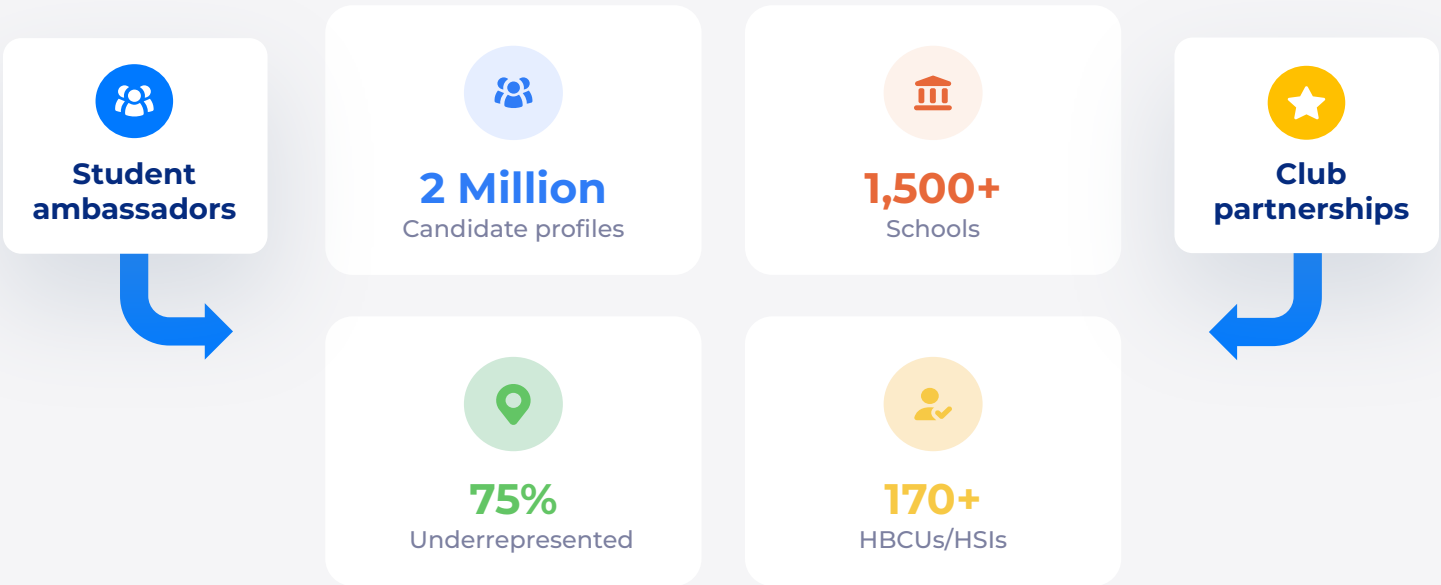 Student
ambassadors
2 Million
Candidate profiles
1,500+
Schools
Club
partnerships
75%
Underrepresented
170+
HBCUs/HSIs